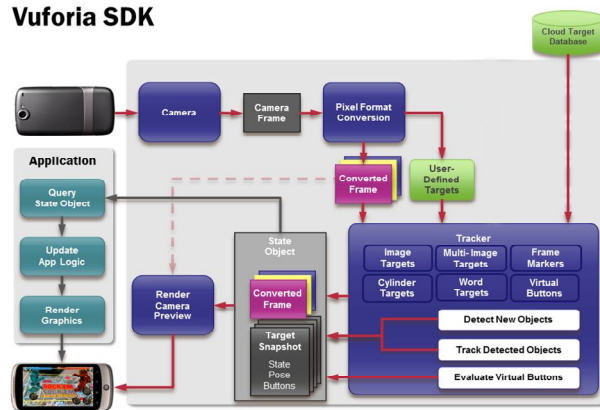 Vuforia SDK
Cloud Target
Database
Camera
Camera
Frame
Pixel Format
Conversion
Application
Query
State Object
Update
App Logic
Render
Graphics
Converted
Frame
User-
Defined
Targets
State
Object
Converted
Frame
Target
Snapshot
State
Pose
Buttons
Render
Camera
Preview
Tracker
Image
Targets
Multi-Image
Targets
Frame
Markers
Cylinder
Targets
Word
Targets
Virtual
Buttons
Detect New Objects
Track Detected Objects
Evaluate Virtual Buttons